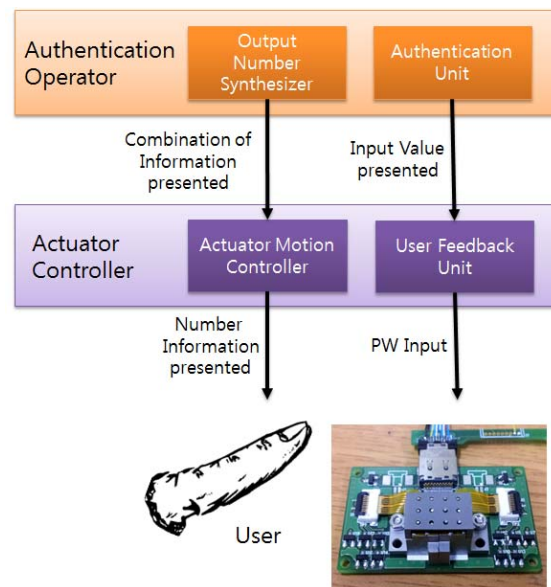 Authentication
Operator
Output
Number
Synthesizer
Authentication
Unit
Combination of
Information
presented
Input Value
presented
Actuator
Controller
Actuator Motion
Controller
User Feedback
Unit
Number
Information
presented
PW Input
User